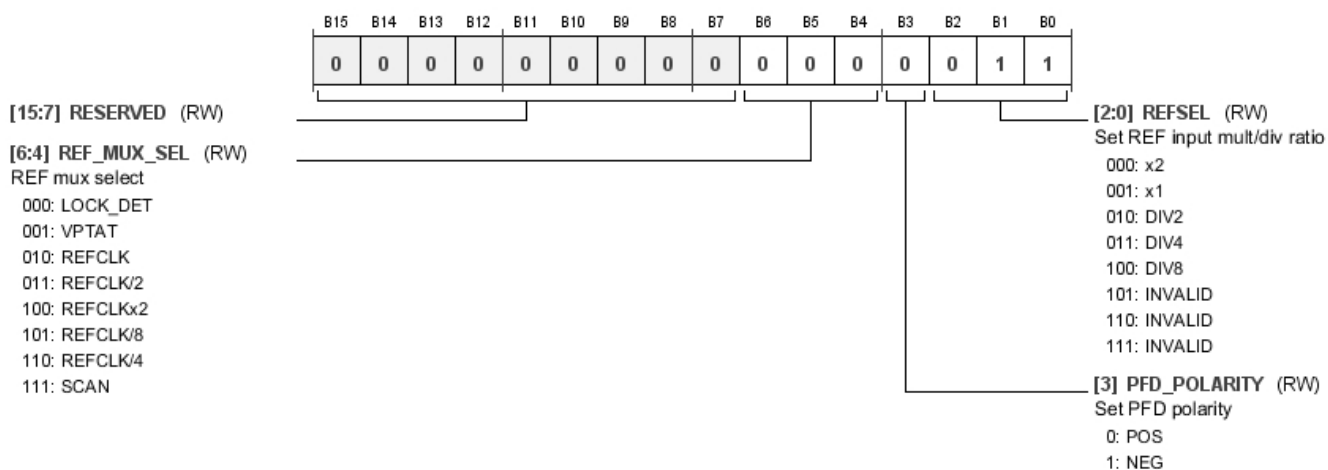 B15 B14 B13 B12 B11 B10 B9 B8 B7 B6 B5 B4 B3 B2 B1 B0
0 0 0 0 0 0 0 0 0 0 0 0 0 0 1 1
[15:7] RESERVED (RW)
[6:4] REF_MUX_SEL (RW)
REF mux select
000: LOCK_DET
001: VPTAT
010: REFCLK
011: REFCLK/2
100: REFCLKx2
101: REFCLK/8
110: REFCLK/4
111: SCAN
[2:0] REFSEL (RW)
Set REF input mult/div ratio
000: x2
001: x1
010: DIV2
011: DIV4
100: DIV8
101: INVALID
110: INVALID
111: INVALID
[3] PFD_POLARITY (RW)
Set PFD polarity
0: POS
1: NEG